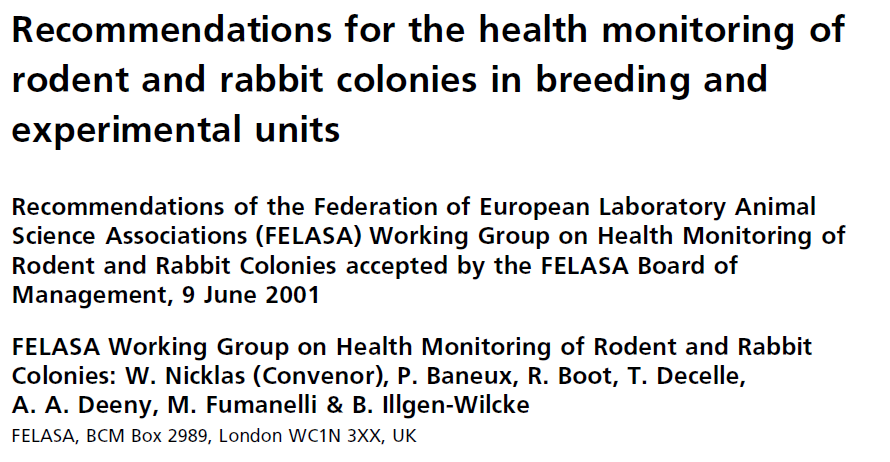 Recommendations for the health monitoring of
rodent and rabbit colonies in breeding and
experimental units
Recommendations of the Federation of European Laboratory Animal
Science Associations (FELASA) Working Group on Health Monitoring of
Rodent and Rabbit Colonies accepted by the FELASA Board of
Management, 9 June 2001
FELASA Working Group on Health Monitoring of Rodent and Rabbit
Colonies: W. Nicklas (Convenor), P. Baneux, R. Boot, T. Decelle,
A. A. Deeny, M. Fumanelli & B. Illgen-Wilcke
FELASA, BCM Box 2989, London WC1N 3XX, UK